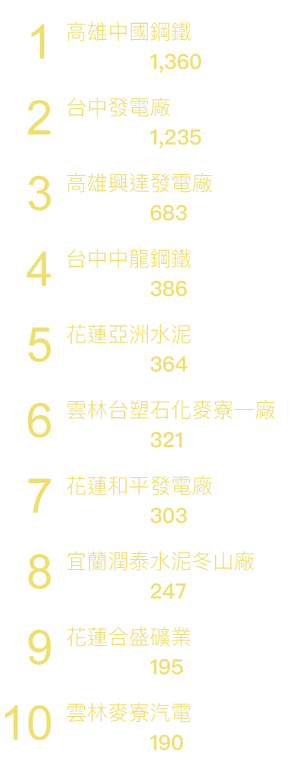 1 高雄中國鋼鐵
1,360
2 台中發電廠
1,235
3 高雄興達發電廠
683
4 台中中龍鋼鐵
386
5 花蓮亞洲水泥
364
6 雲林台塑石化麥寮一廠
321
7 花蓮和平發電廠
303
8 宜蘭潤泰水泥冬山廠
247
9 花蓮合盛礦業
195
10 雲林麥寮汽電
190